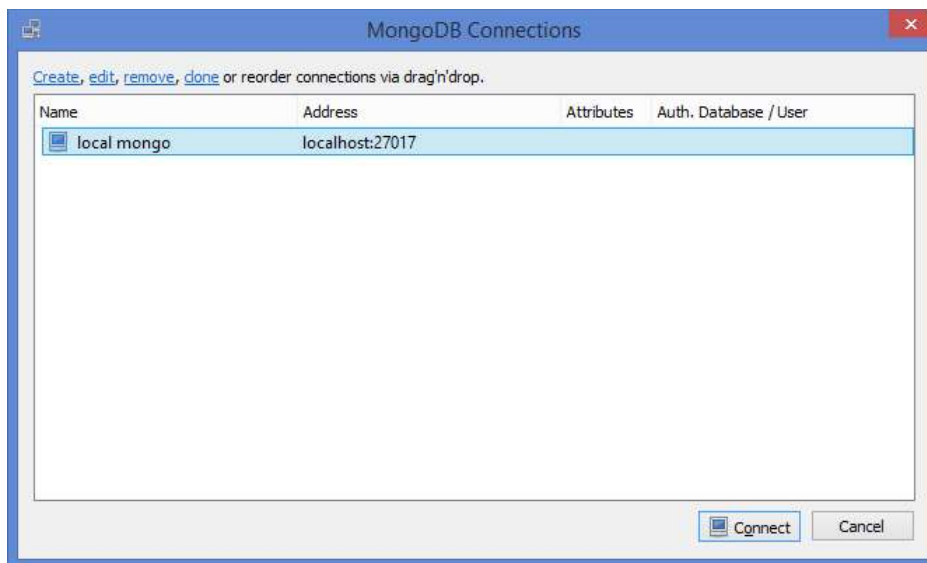 MongoDB Connections
Create, edit, remove, done or reorder connections via drag'n'drop.
Name Address Attributes Auth. Database / User
local mongo localhost:27017
Connect Cancel